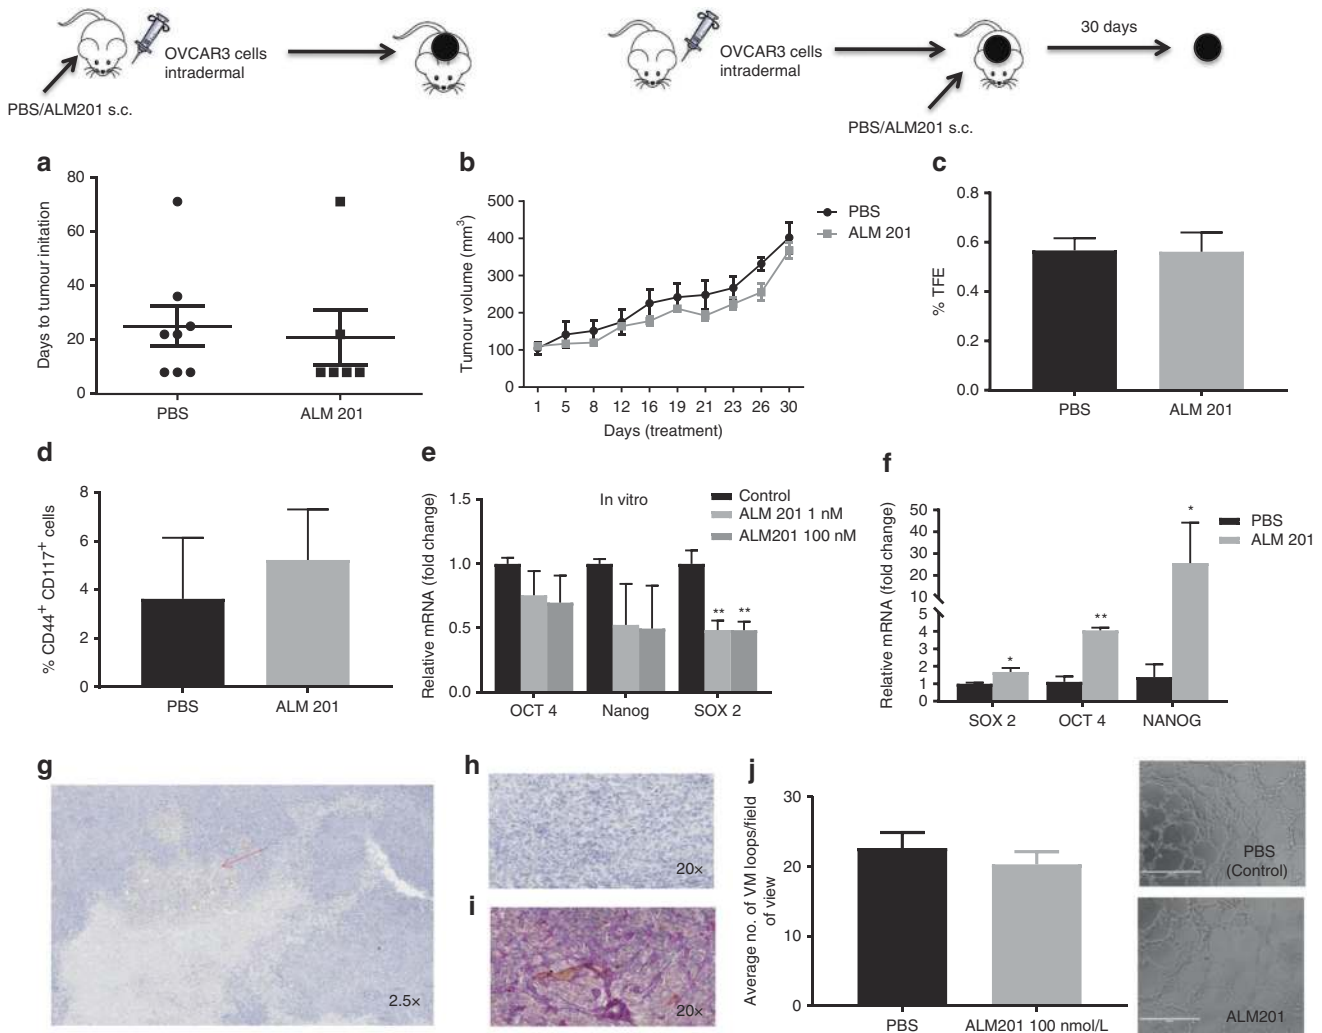 OVCAR3 cells
intradermal
PBS/ALM201 s.c.
OVCAR3 cells
intradermal
30 days
PBS/ALM201 s.c.
a
Days to tumour initation
80
60
40
20
0
PBS
ALM 201
b
Tumour volume (mm³)
500
400
300
200
100
0
1 5 8 12 16 19 21 23 26 30
Days (treatment)
PBS
ALM 201
c
% TFE
0.8
0.6
0.4
0.2
0.0
PBS
ALM 201
d
% CD44⁺ CD117⁺ cells
8
6
4
2
0
PBS
ALM 201
e
Relative mRNA (fold change)
1.5
1.0
0.5
0.0
In vitro
Control
ALM 201 1 nM
ALM201 100 nM
** **
OCT 4 Nanog SOX 2
f
Relative mRNA (fold change)
50
40
30
20
10
5
4
3
2
1
0
*
**
*
SOX 2 OCT 4 NANOG
PBS
ALM 201
g
2.5×
h
20×
i
20×
j
Average no. of VM loops/field
of view
30
20
10
0
PBS
ALM201 100 nmol/L
PBS
(Control)
ALM201